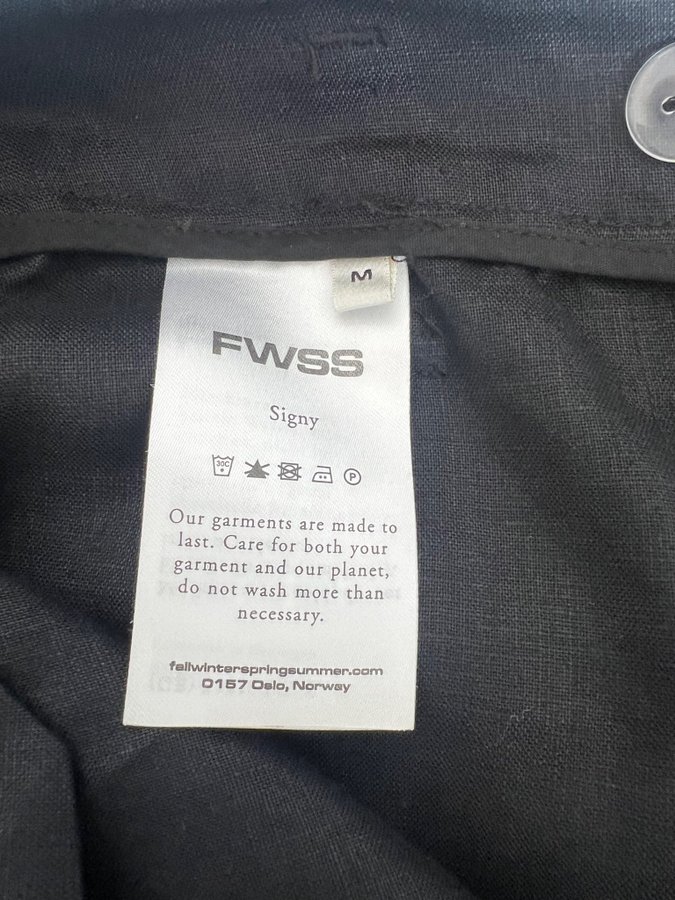 M
FWSS
Signy
30C
P
Our garments are made to
last. Care for both your
garment and our planet,
do not wash more than
necessary.
fallwinterspringsummer.com
0157 Oslo, Norway